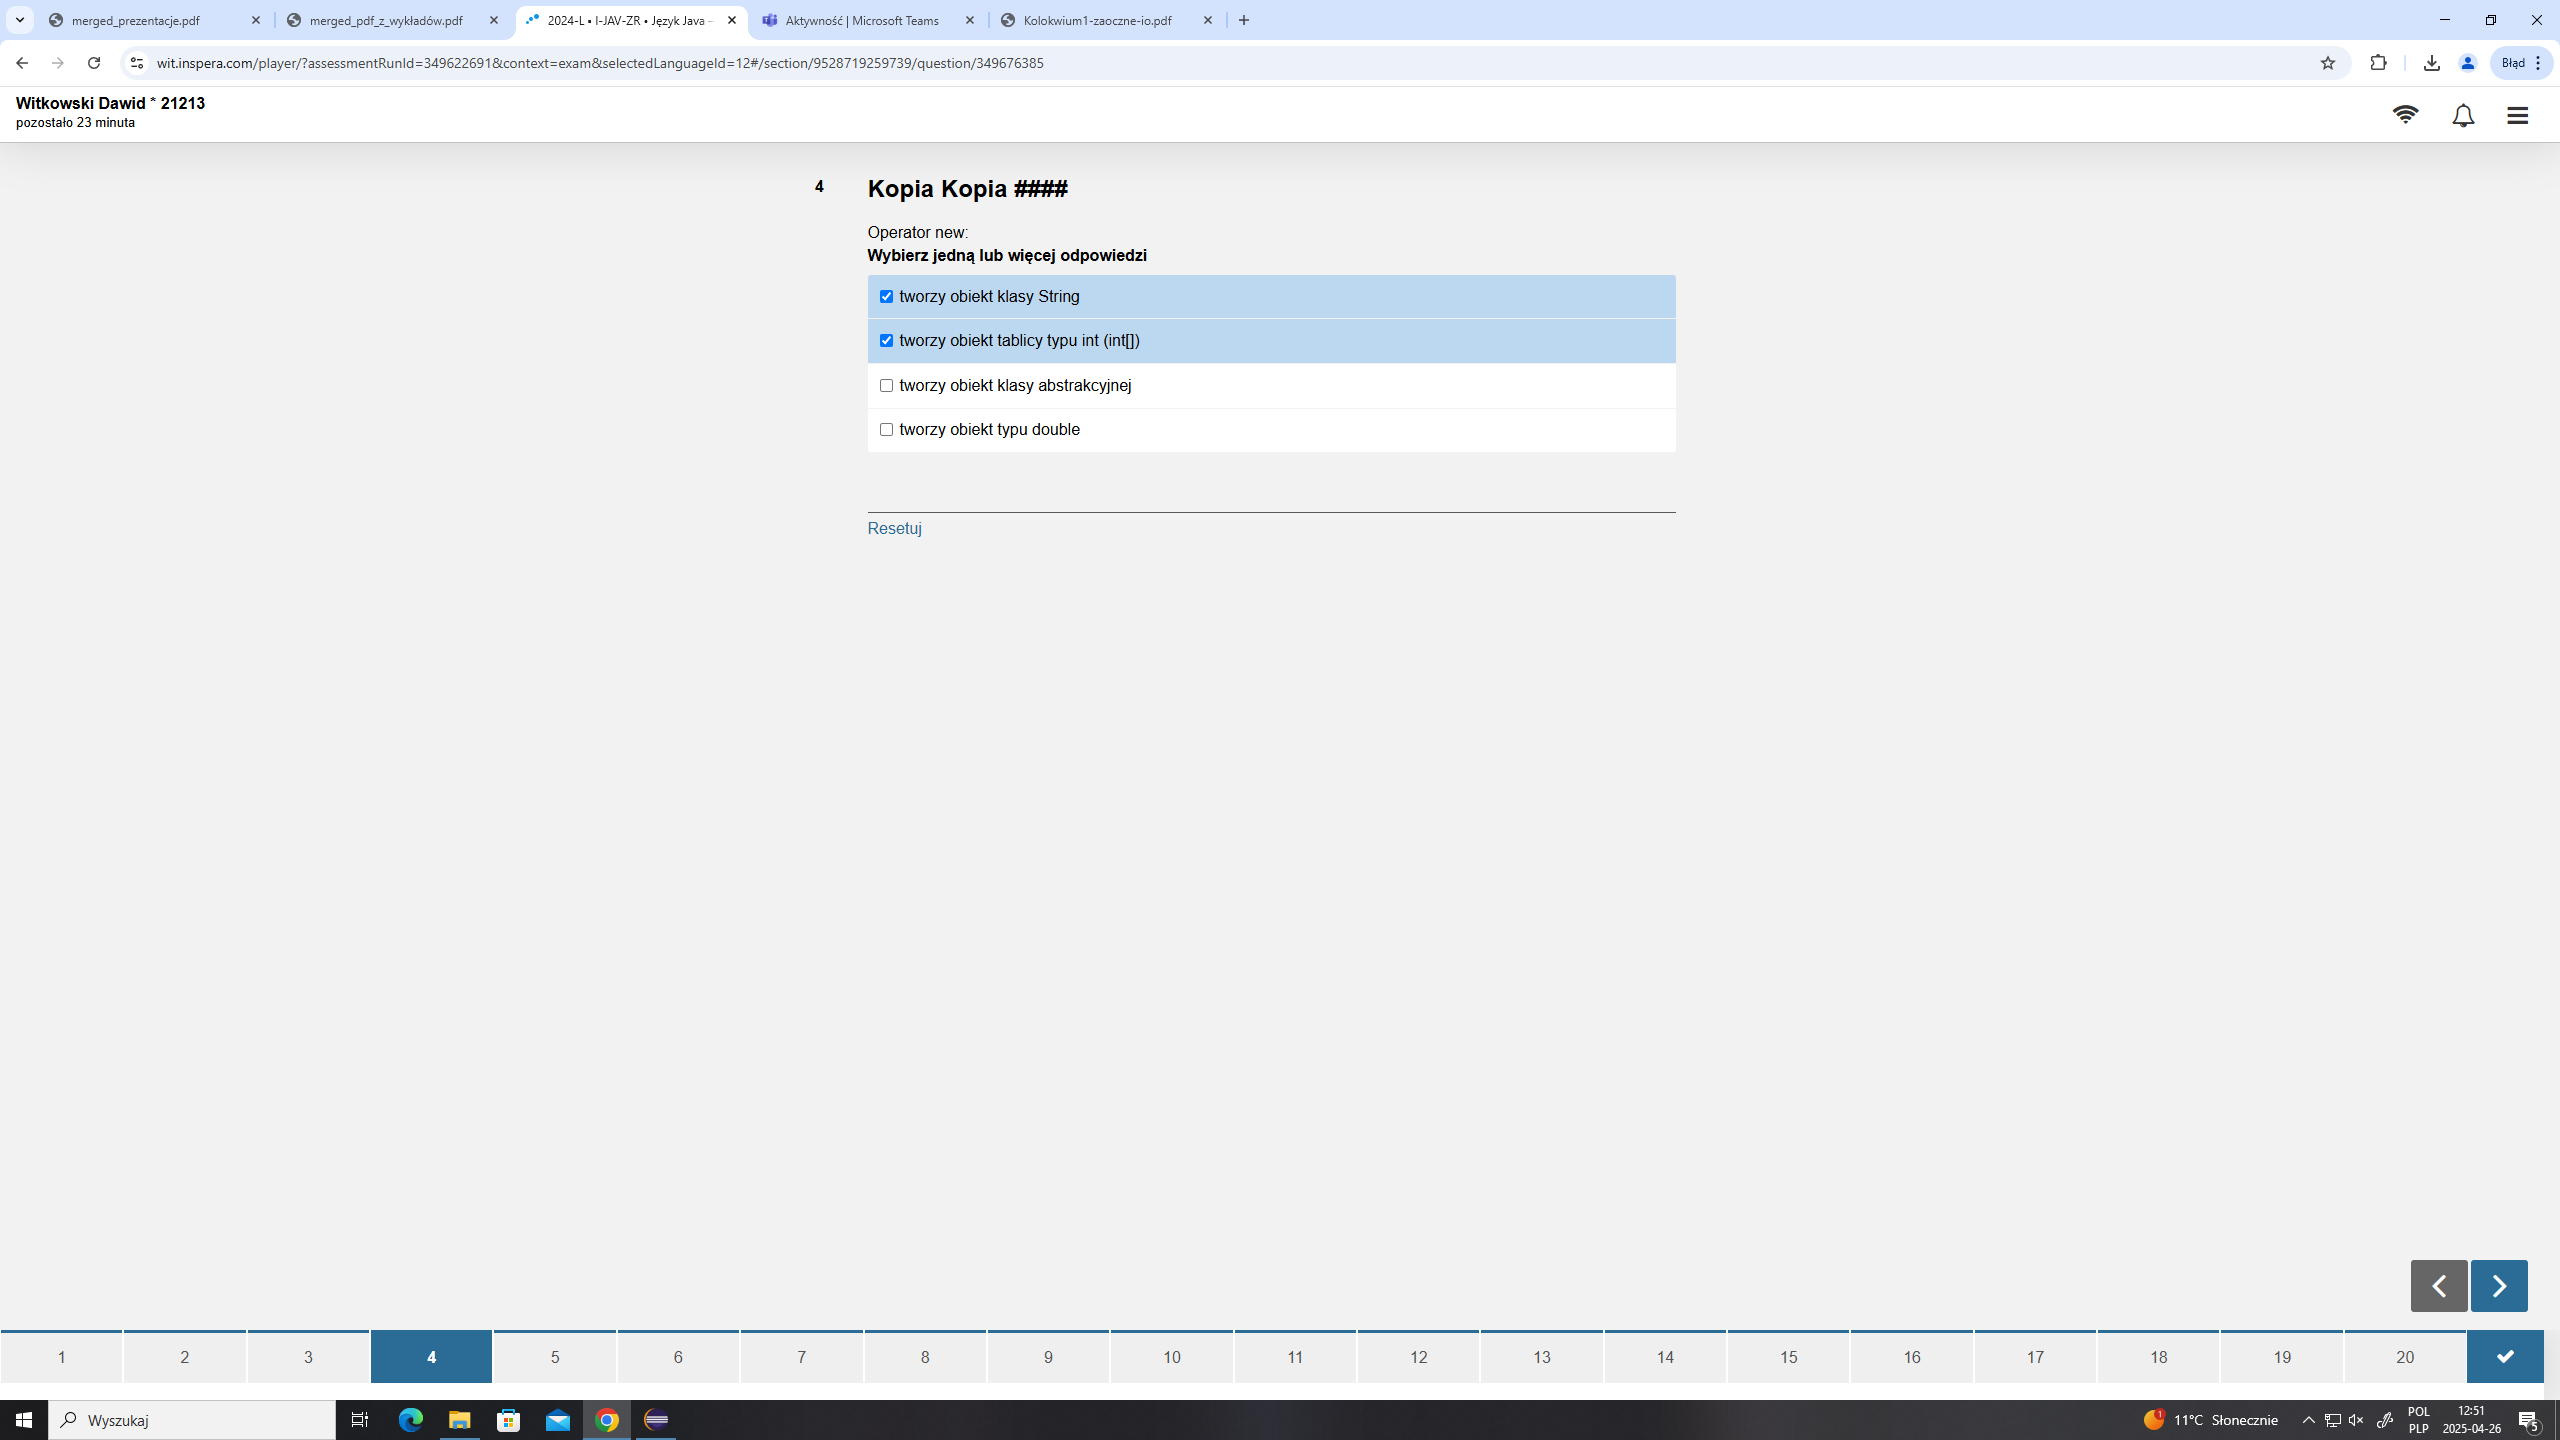 merged_prezentacje.pdf
merged_pdf_z_wykładów.pdf
2024-L • I-JAV-ZR • Język Java –
Aktywność | Microsoft Teams
Kolokwium1-zaoczne-io.pdf
wit.inspera.com/player/?assessmentRunId=349622691&context=exam&selectedLanguageId=12#/section/9528719259739/question/349676385
Błąd
Witkowski Dawid * 21213
pozostało 23 minuta
4
Kopia Kopia ####
Operator new:
Wybierz jedną lub więcej odpowiedzi
tworzy obiekt klasy String
tworzy obiekt tablicy typu int (int[])
tworzy obiekt klasy abstrakcyjnej
tworzy obiekt typu double
Resetuj
1 2 3 4 5 6 7 8 9 10 11 12 13 14 15 16 17 18 19 20
Wyszukaj
1
11°C Słonecznie
POL
PLP
12:51
2025-04-26
5